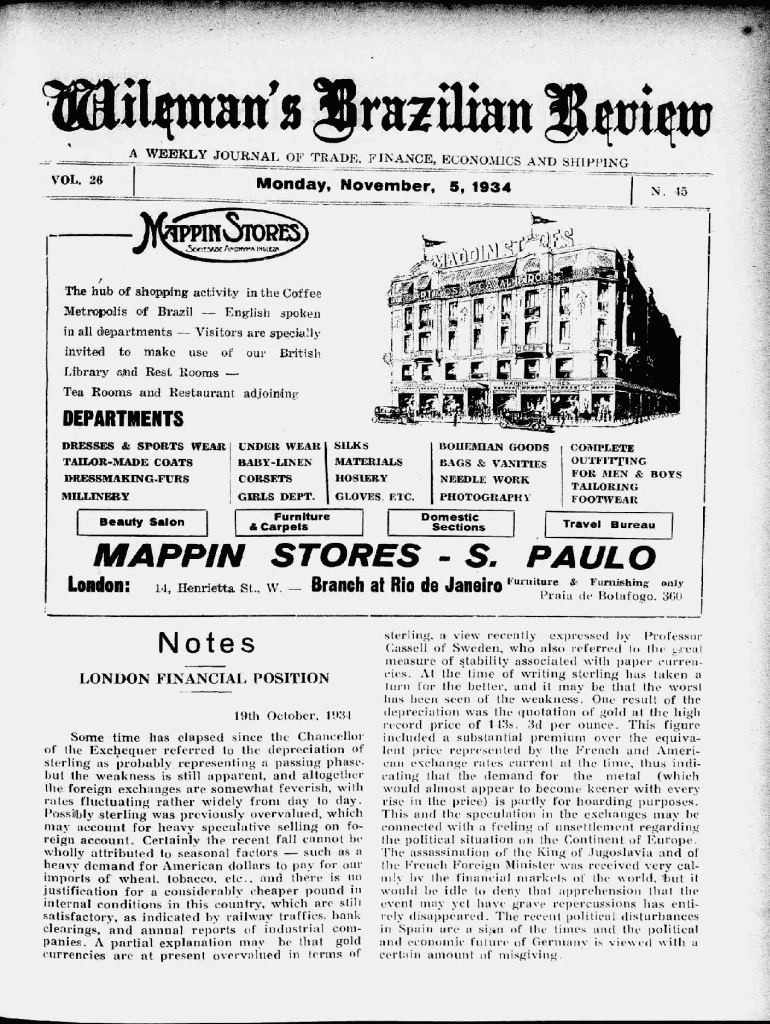 Wileman's Brazilian Review
A WEEKLY JOURNAL OF TRADE, FINANCE, ECONOMICS AND SHIPPING
VOL. 26
Monday, November, 5, 1934
N. 45
MAPPIN STORES
SOCIEDADE ANONYMA INGLEZA
MAPPIN STORES
MAPPIN STORES
The hub of shopping activity in the Coffee
Metropolis of Brazil — English spoken
in all departments — Visitors are specially
invited to make use of our British
Library and Rest Rooms —
Tea Rooms and Restaurant adjoining
DEPARTMENTS
DRESSES & SPORTS WEAR
TAILOR-MADE COATS
DRESSMAKING-FURS
MILLINERY
UNDER WEAR
BABY-LINEN
CORSETS
GIRLS DEPT.
SILKS
MATERIALS
HOSIERY
GLOVES. ETC.
BOHEMIAN GOODS
BAGS & VANITIES
NEEDLE WORK
PHOTOGRAPHY
COMPLETE
OUTFITTING
FOR MEN & BOYS
TAILORING
FOOTWEAR
Beauty Salon
Furniture
& Carpets
Domestic
Sections
Travel Bureau
MAPPIN STORES - S. PAULO
London: 14, Henrietta St., W. — Branch at Rio de Janeiro Furniture & Furnishing only
Praia de Botafogo, 360
Notes
LONDON FINANCIAL POSITION
19th October, 1934
Some time has elapsed since the Chancellor
of the Exchequer referred to the depreciation of
sterling as probably representing a passing phase.
but the weakness is still apparent, and altogether
the foreign exchanges are somewhat feverish, with
rates fluctuating rather widely from day to day.
Possibly sterling was previously overvalued, which
may account for heavy speculative selling on fo-
reign account. Certainly the recent fall cannot be
wholly attributed to seasonal factors — such as a
heavy demand for American dollars to pay for our
imports of wheat, tobacco, etc., and there is no
justification for a considerably cheaper pound in
internal conditions in this country, which are still
satisfactory, as indicated by railway traffics, bank
clearings, and annual reports of industrial com-
panies. A partial explanation may be that gold
currencies are at present overvalued in terms of
sterling, a view recently expressed by Professor
Cassell of Sweden, who also referred to the great
measure of stability associated with paper curren-
cies. At the time of writing sterling has taken a
turn for the better, and it may be that the worst
has been seen of the weakness. One result of the
depreciation was the quotation of gold at the high
record price of 143s. 3d per ounce. This figure
included a substantial premium over the equiva-
lent price represented by the French and Ameri-
can exchange rates current at the time, thus indi-
cating that the demand for the metal (which
would almost appear to become keener with every
rise in the price) is partly for hoarding purposes.
This and the speculation in the exchanges may be
connected with a feeling of unsettlement regarding
the political situation on the Continent of Europe.
The assassination of the King of Jugoslavia and of
the French Foreign Minister was received very cal-
mly by the financial markets of the world, but it
would be idle to deny that apprehension that the
event may yet have grave repercussions has enti-
rely disappeared. The recent political disturbances
in Spain are a sign of the times and the political
and economic future of Germany is viewed with a
certain amount of misgiving.